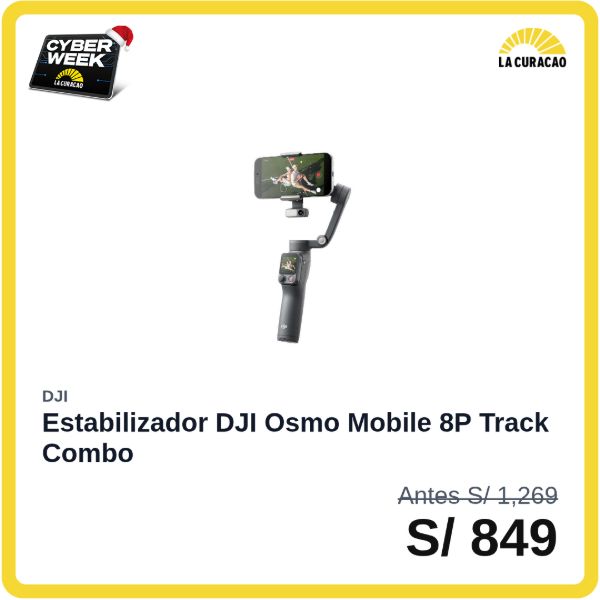 CYBER
WEEK
LA CURACAO
LA CURACAO
DJI
Estabilizador DJI Osmo Mobile 8P Track
Combo
Antes S/ 1,269
S/ 849